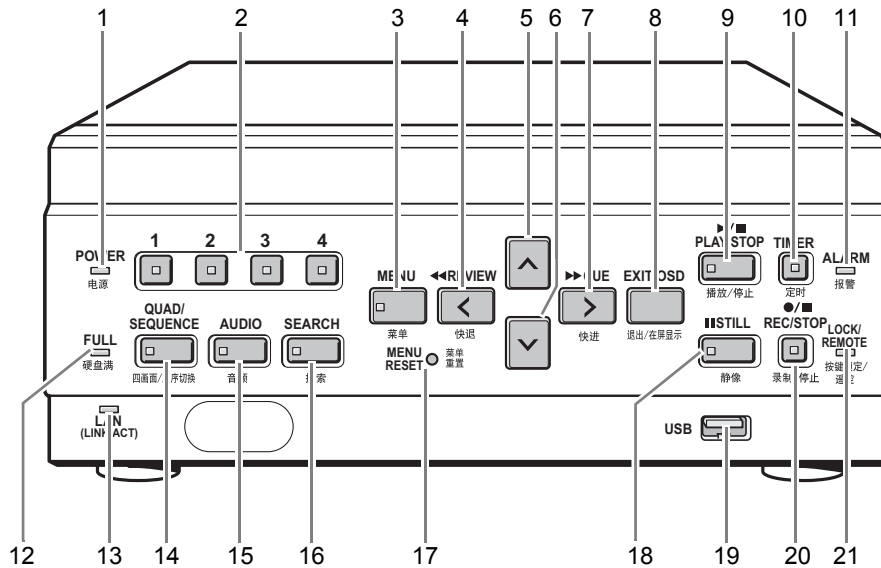 1 2 3 4 5 6 7 8 9 10 11
1 2 3 4
POWER
电源
MENU
菜单
◀◀REVIEW
快退
▶▶CUE
快进
EXIT/OSD
退出/在屏显示
▶/■
PLAY/STOP
播放/停止
TIMER
定时
ALARM
报警
FULL
硬盘满
QUAD/
SEQUENCE
四画面/顺序切换
AUDIO
音频
SEARCH
搜索
MENU
RESET
菜单
重置
II STILL
静像
●/■
REC/STOP
录制/停止
LOCK/
REMOTE
按键锁定/
遥控
LAN
(LINK/ACT)
USB
12 13 14 15 16 17 18 19 20 21